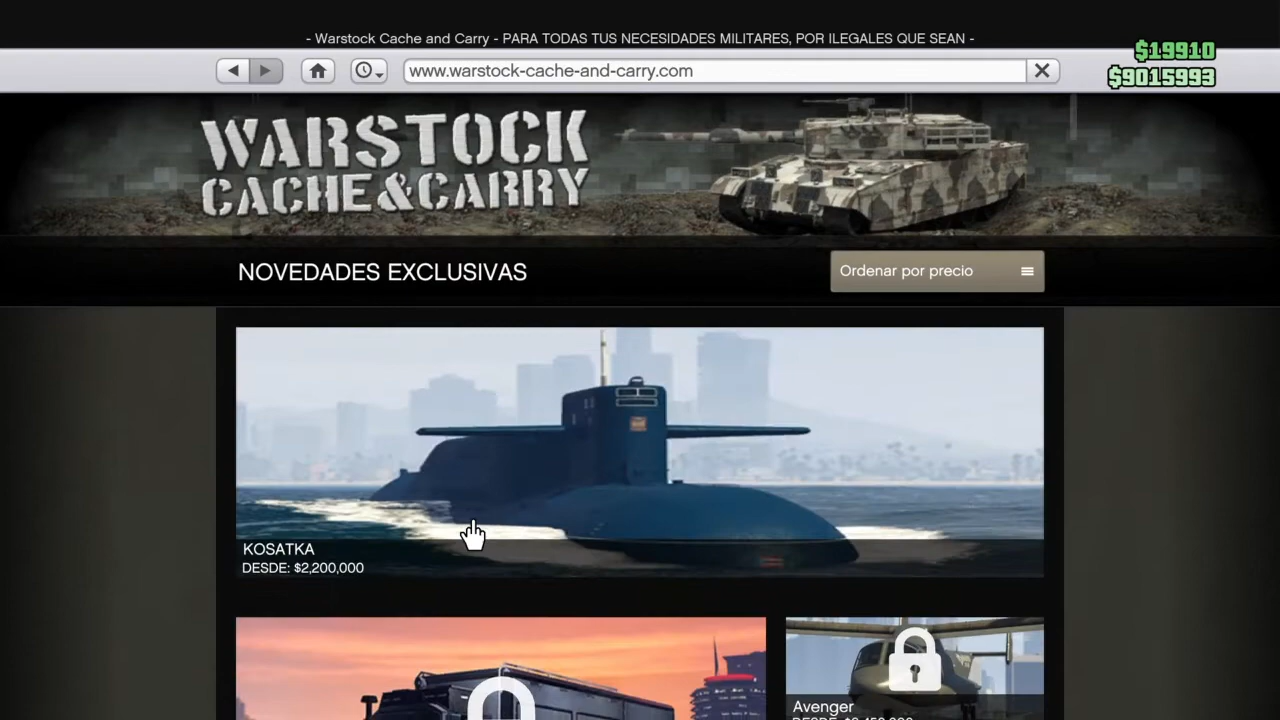 - Warstock Cache and Carry - PARA TODAS TUS NECESIDADES MILITARES, POR ILEGALES QUE SEAN -
$19910
www.warstock-cache-and-carry.com
$9015993
WARSTOCK
CACHE&CARRY
NOVEDADES EXCLUSIVAS
Ordenar por precio
KOSATKA
DESDE: $2,200,000
Avenger
DESDE: